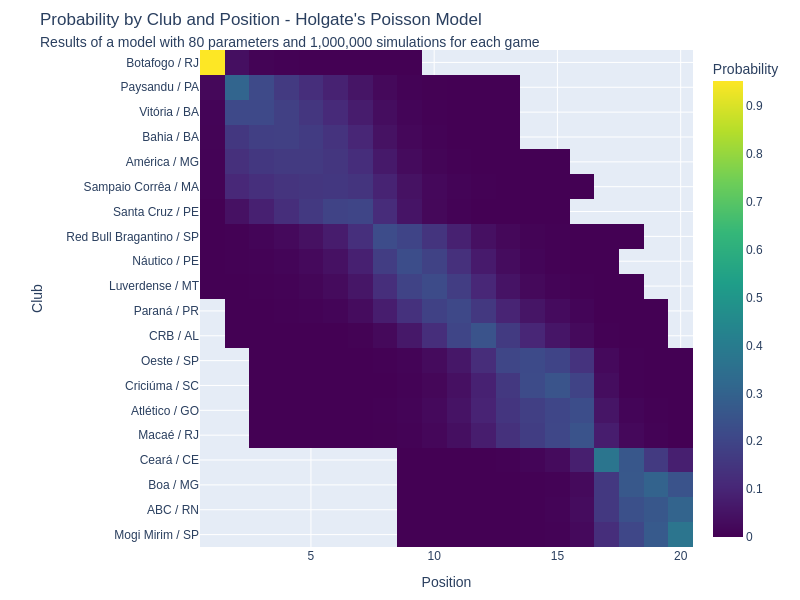 Probability by Club and Position - Holgate's Poisson Model
Results of a model with 80 parameters and 1,000,000 simulations for each game
Probability
Botafogo / RJ
Paysandu / PA
Vitória / BA
Bahia / BA
América / MG
Sampaio Corrêa / MA
Santa Cruz / PE
Red Bull Bragantino / SP
Náutico / PE
Luverdense / MT
Paraná / PR
CRB / AL
Oeste / SP
Criciúma / SC
Atlético / GO
Macaé / RJ
Ceará / CE
Boa / MG
ABC / RN
Mogi Mirim / SP
Club
5
10
15
20
Position
0.9
0.8
0.7
0.6
0.5
0.4
0.3
0.2
0.1
0